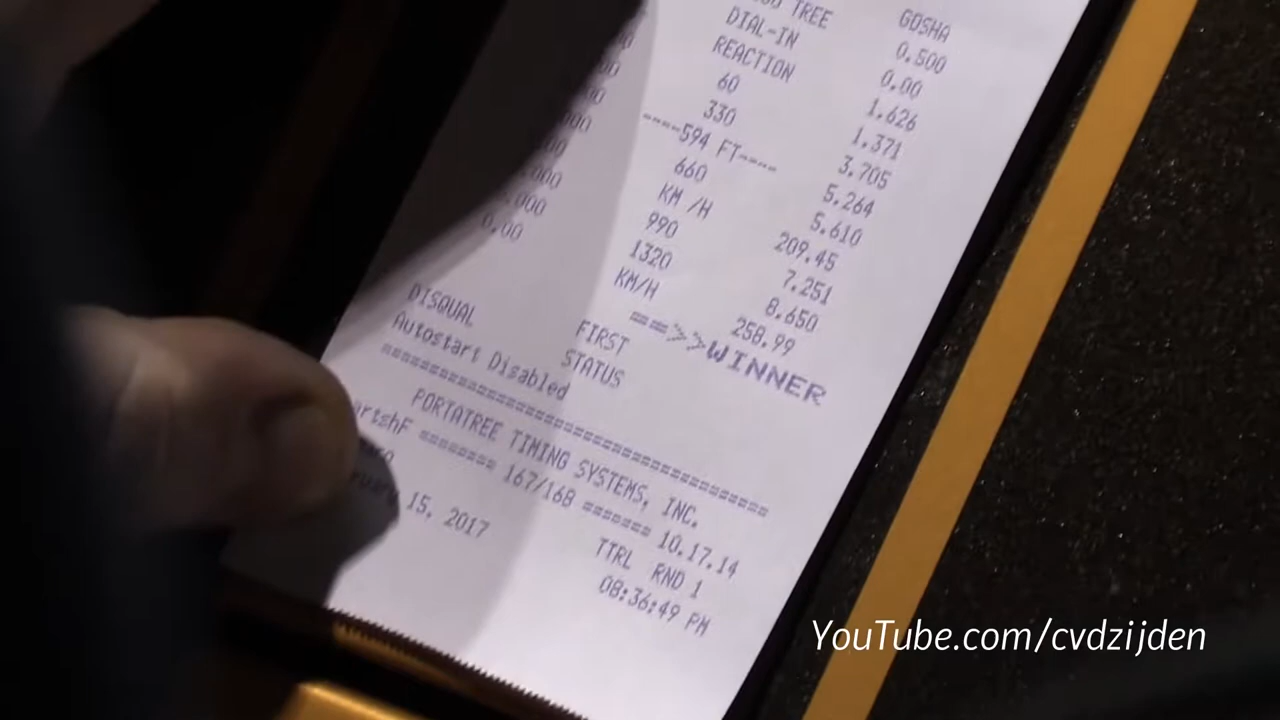 GOSHA
TREE 0.500
DIAL-IN 0.00
REACTION 1.626
60 1.371
330 3.705
----594 FT---- 5.264
660 5.610
KM /H 209.45
990 7.251
1320 8.650
0.00 KM/H 258.99
DISQUAL FIRST ==>>WINNER
Autostart Disabled STATUS
PORTATREE TIMING SYSTEMS, INC.
======= 167/168 ======= 10.17.14
TTRL RND 1
15, 2017 08:36:49 PM
YouTube.com/cvdzijden